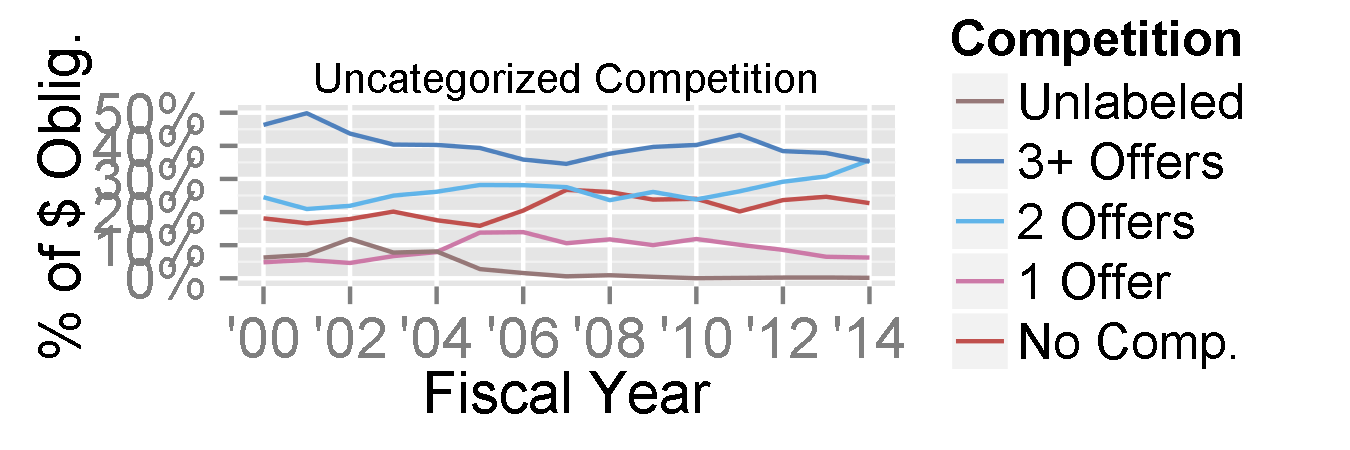 Uncategorized Competition
% of $ Oblig.
50%
40%
30%
20%
10%
0%
'00 '02 '04 '06 '08 '10 '12 '14
Fiscal Year
Competition
Unlabeled
3+ Offers
2 Offers
1 Offer
No Comp.